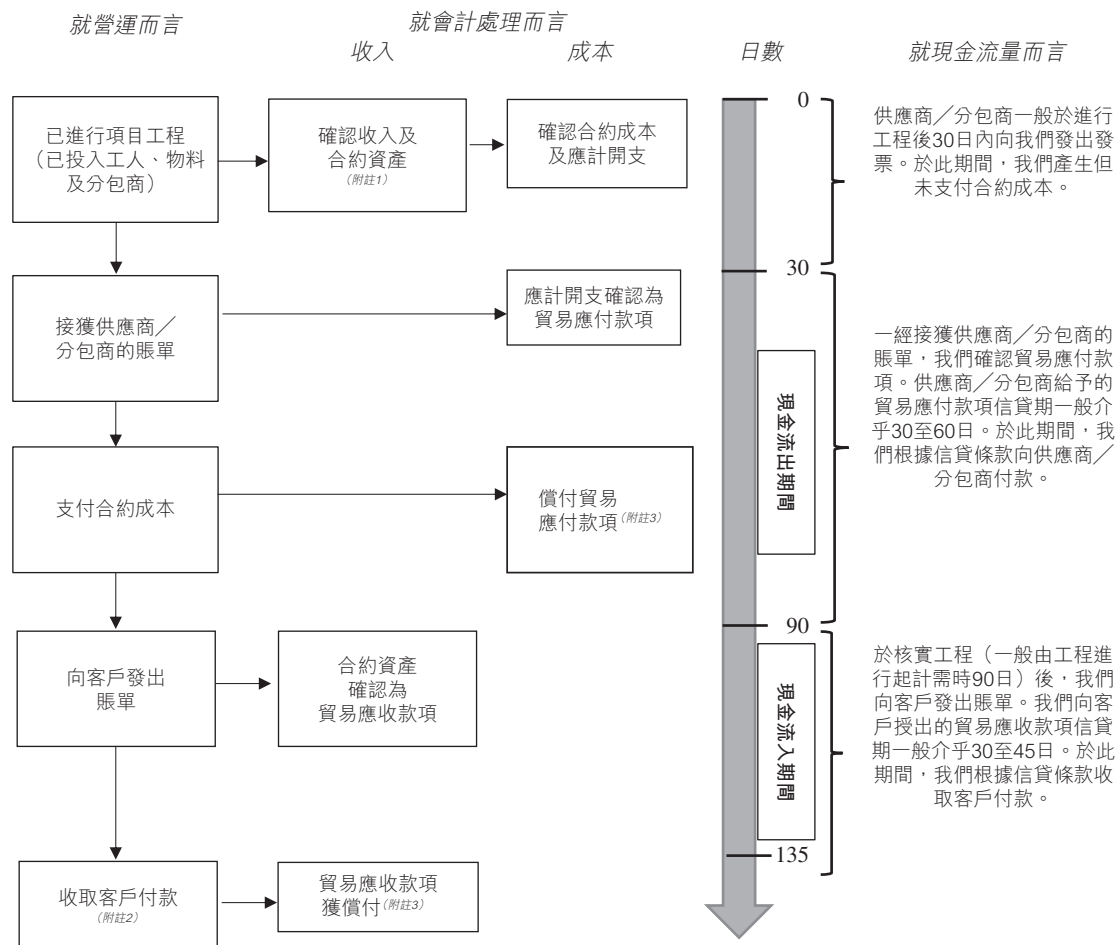 就營運而言
就會計處理而言
收入
成本
日數
就現金流量而言
已進行項目工程
（已投入工人、物料
及分包商）
確認收入及
合約資產
（附註1）
確認合約成本
及應計開支
0
供應商／分包商一般於進行
工程後30日內向我們發出發
票。於此期間，我們產生但
未支付合約成本。
30
接獲供應商／
分包商的賬單
應計開支確認為
貿易應付款項
現金流出期間
一經接獲供應商／分包商的
賬單，我們確認貿易應付款
項。供應商／分包商給予的
貿易應付款項信貸期一般介
乎30至60日。於此期間，我
們根據信貸條款向供應商／
分包商付款。
支付合約成本
償付貿易
應付款項（附註3）
90
向客戶發出
賬單
合約資產
確認為
貿易應收款項
現金流入期間
於核實工程（一般由工程進
行起計需時90日）後，我們
向客戶發出賬單。我們向客
戶授出的貿易應收款項信貸
期一般介乎30至45日。於此
期間，我們根據信貸條款收
取客戶付款。
135
收取客戶付款
（附註2）
貿易應收款項
獲償付（附註3）